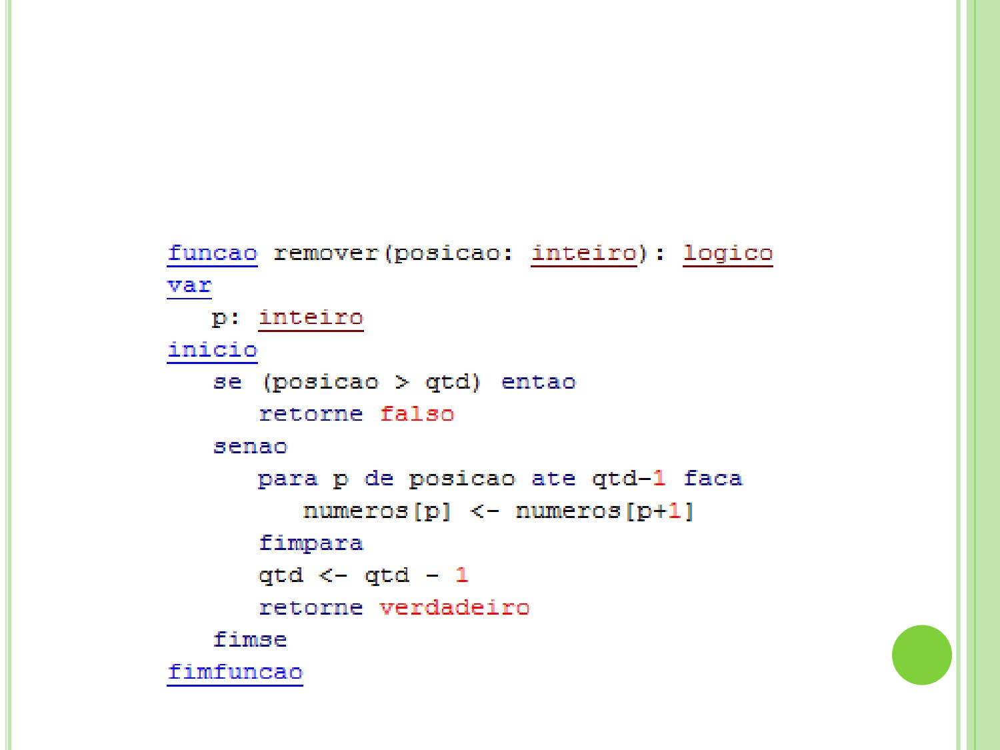 funcao remover(posicao: inteiro): logico
var
   p: inteiro
inicio
   se (posicao > qtd) entao
      retorne falso
   senao
      para p de posicao ate qtd-1 faca
         numeros[p] <- numeros[p+1]
      fimpara
      qtd <- qtd - 1
      retorne verdadeiro
   fimse
fimfuncao